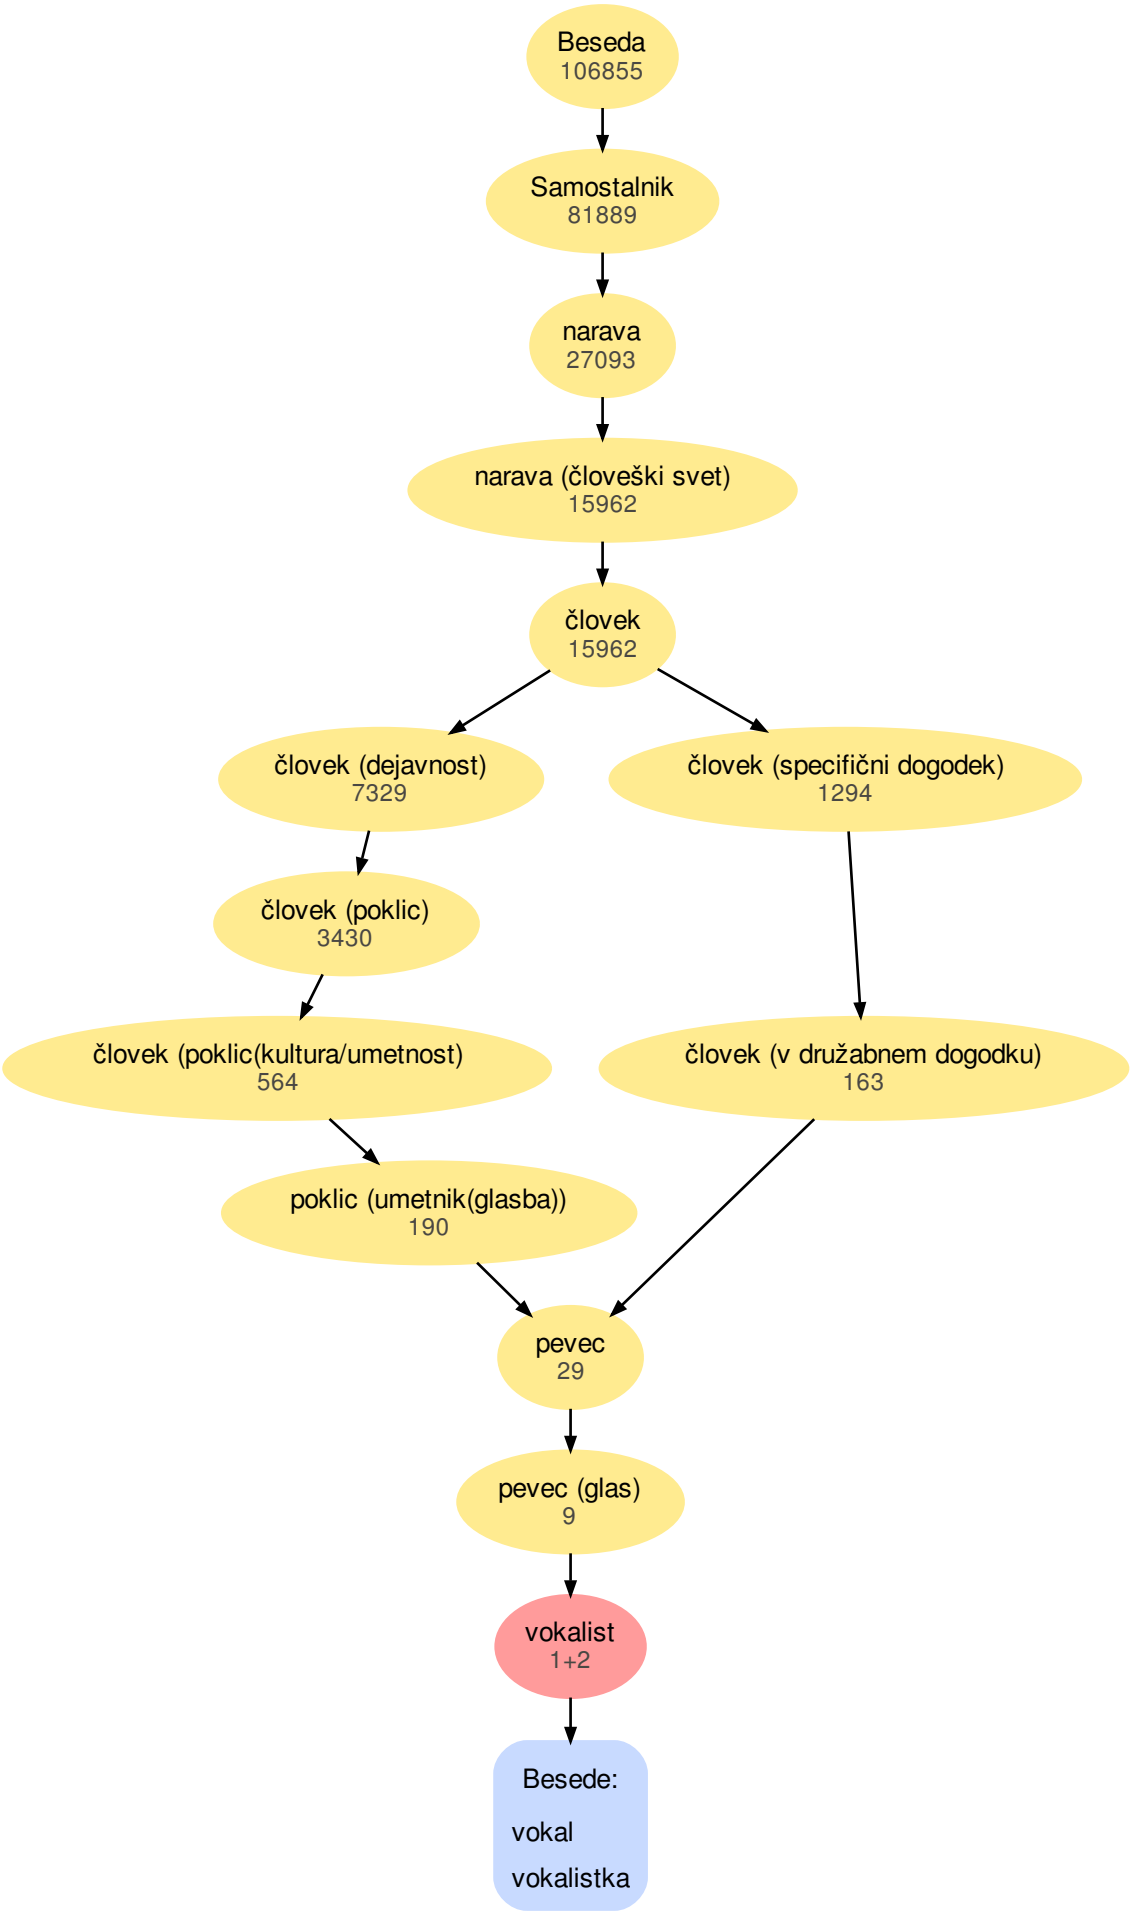 Beseda
106855
Samostalnik
81889
narava
27093
narava (človeški svet)
15962
človek
15962
človek (dejavnost)
7329
človek (specifični dogodek)
1294
človek (poklic)
3430
človek (poklic(kultura/umetnost)
564
človek (v družabnem dogodku)
163
poklic (umetnik(glasba))
190
pevec
29
pevec (glas)
9
vokalist
1+2
Besede:
vokal
vokalistka